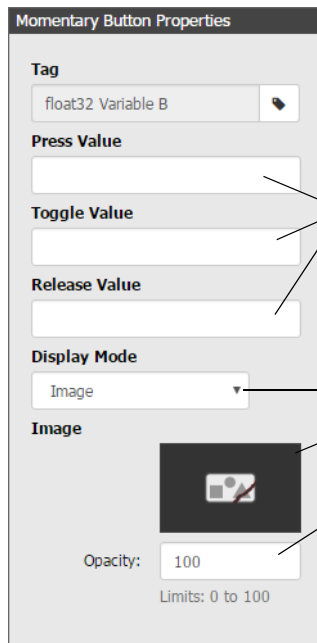 Momentary Button Properties
Tag
float32 Variable B
Press Value
Toggle Value
Release Value
Display Mode
Image
Image
Opacity: 100
Limits: 0 to 100